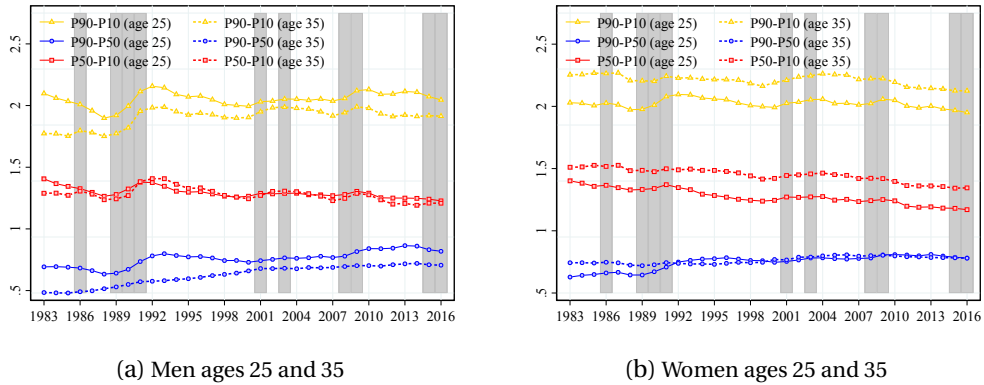 P90-P10 (age 25) P90-P10 (age 35)
P90-P50 (age 25) P90-P50 (age 35)
P50-P10 (age 25) P50-P10 (age 35)
2.5
2
1.5
1
.5
1983 1986 1989 1992 1995 1998 2001 2004 2007 2010 2013 2016
(a) Men ages 25 and 35
P90-P10 (age 25) P90-P10 (age 35)
P90-P50 (age 25) P90-P50 (age 35)
P50-P10 (age 25) P50-P10 (age 35)
2.5
2
1.5
1
.5
1983 1986 1989 1992 1995 1998 2001 2004 2007 2010 2013 2016
(b) Women ages 25 and 35